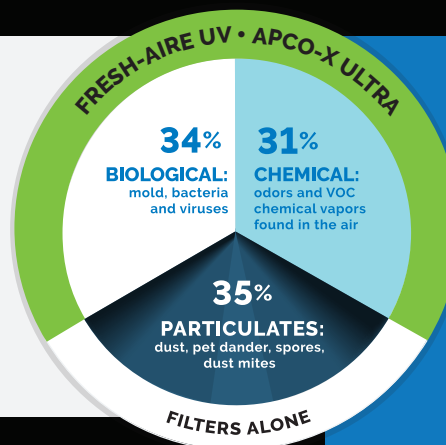 FRESH-AIRE UV • APCO-X ULTRA
34%
BIOLOGICAL:
mold, bacteria
and viruses
31%
CHEMICAL:
odors and VOC
chemical vapors
found in the air
35%
PARTICULATES:
dust, pet dander, spores,
dust mites
FILTERS ALONE